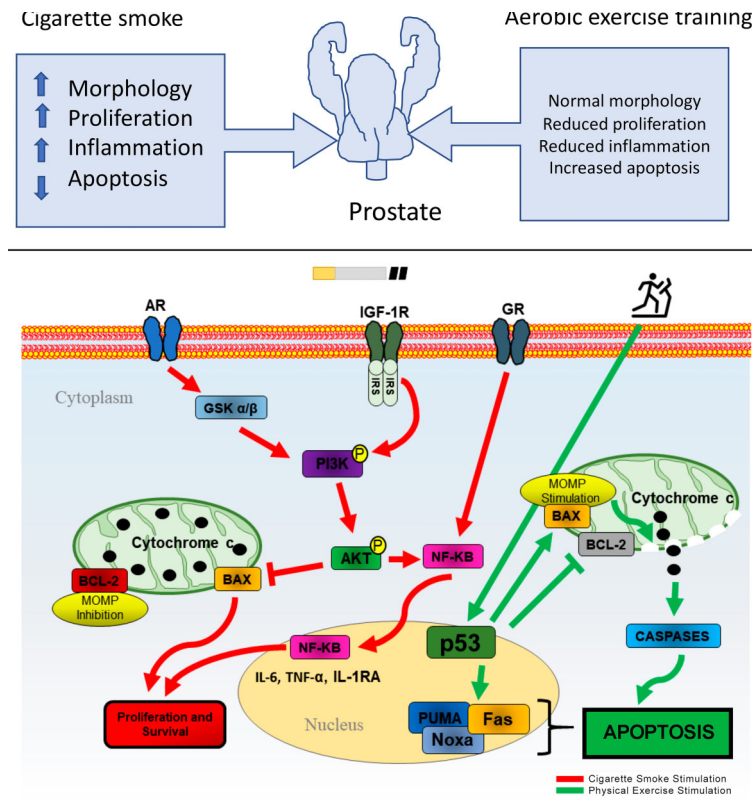 Cigarette smoke
Aerobic exercise training
Morphology
Proliferation
Inflammation
Apoptosis
Normal morphology
Reduced proliferation
Reduced inflammation
Increased apoptosis
Prostate
AR
IGF-1R
GR
IRS
IRS
Cytoplasm
GSK α/β
P
PI3K
MOMP
Stimulation
BAX
Cytochrome c
BCL-2
Cytochrome c
P
AKT
NF-KB
BCL-2
BAX
MOMP
Inhibition
NF-KB
p53
CASPASES
IL-6, TNF-α, IL-1RA
Proliferation and
Survival
Nucleus
PUMA
Fas
Noxa
APOPTOSIS
Cigarette Smoke Stimulation
Physical Exercise Stimulation